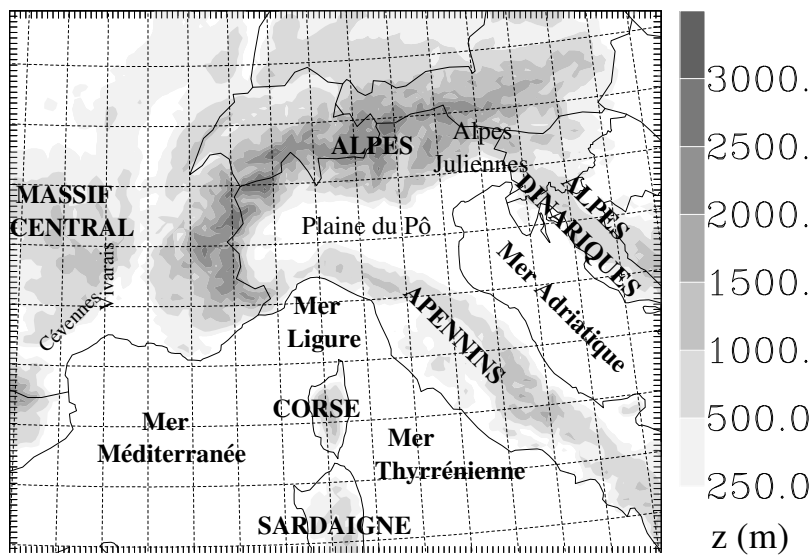 ALPES
Alpes
Juliennes
MASSIF
CENTRAL
Plaine du Pô
ALPES
DINARIQUES
Vivarais
Cévennes
Mer
Ligure
APENNINS
Mer Adriatique
CORSE
Mer
Méditerranée
Mer
Thyrrénienne
SARDAIGNE
3000.
2500.
2000.
1500.
1000.
500.0
250.0
z (m)